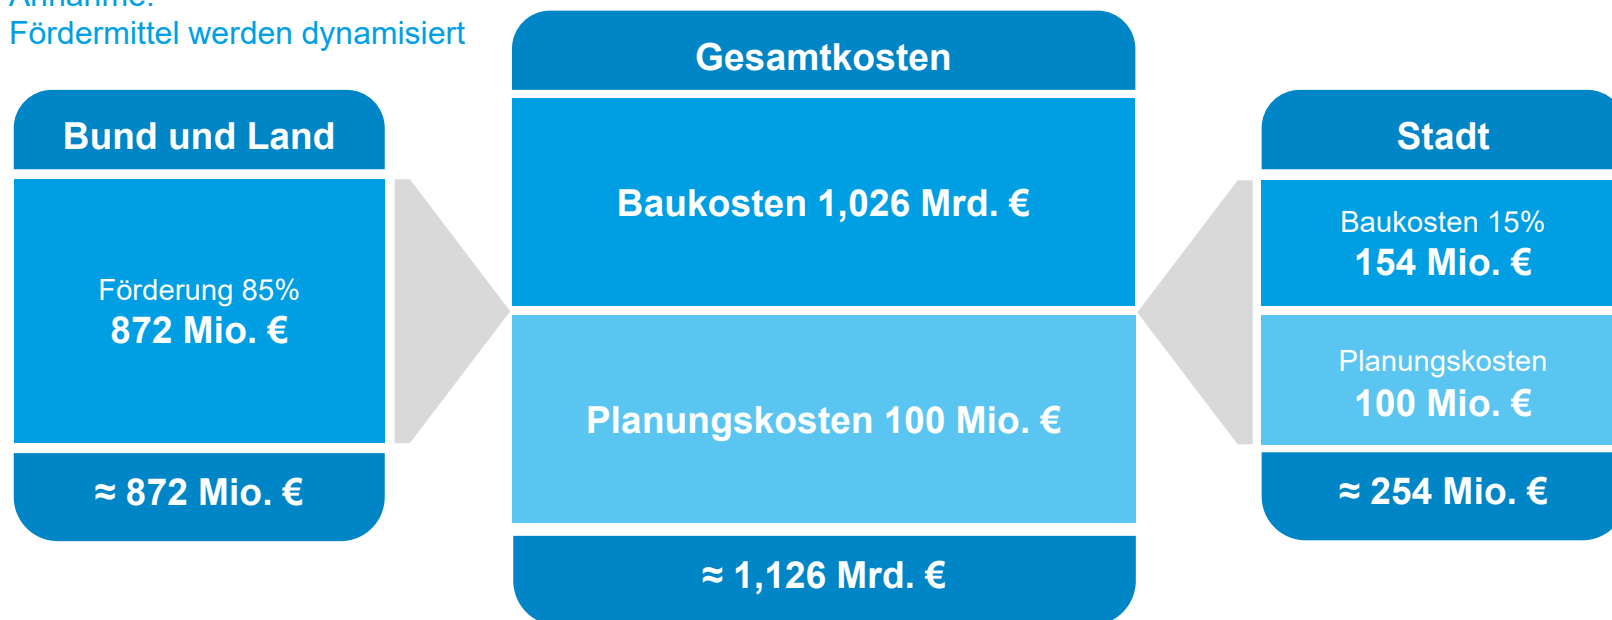 Annahme:
Fördermittel werden dynamisiert
Bund und Land
Förderung 85%
872 Mio. €
≈ 872 Mio. €
Gesamtkosten
Baukosten 1,026 Mrd. €
Planungskosten 100 Mio. €
≈ 1,126 Mrd. €
Stadt
Baukosten 15%
154 Mio. €
Planungskosten
100 Mio. €
≈ 254 Mio. €